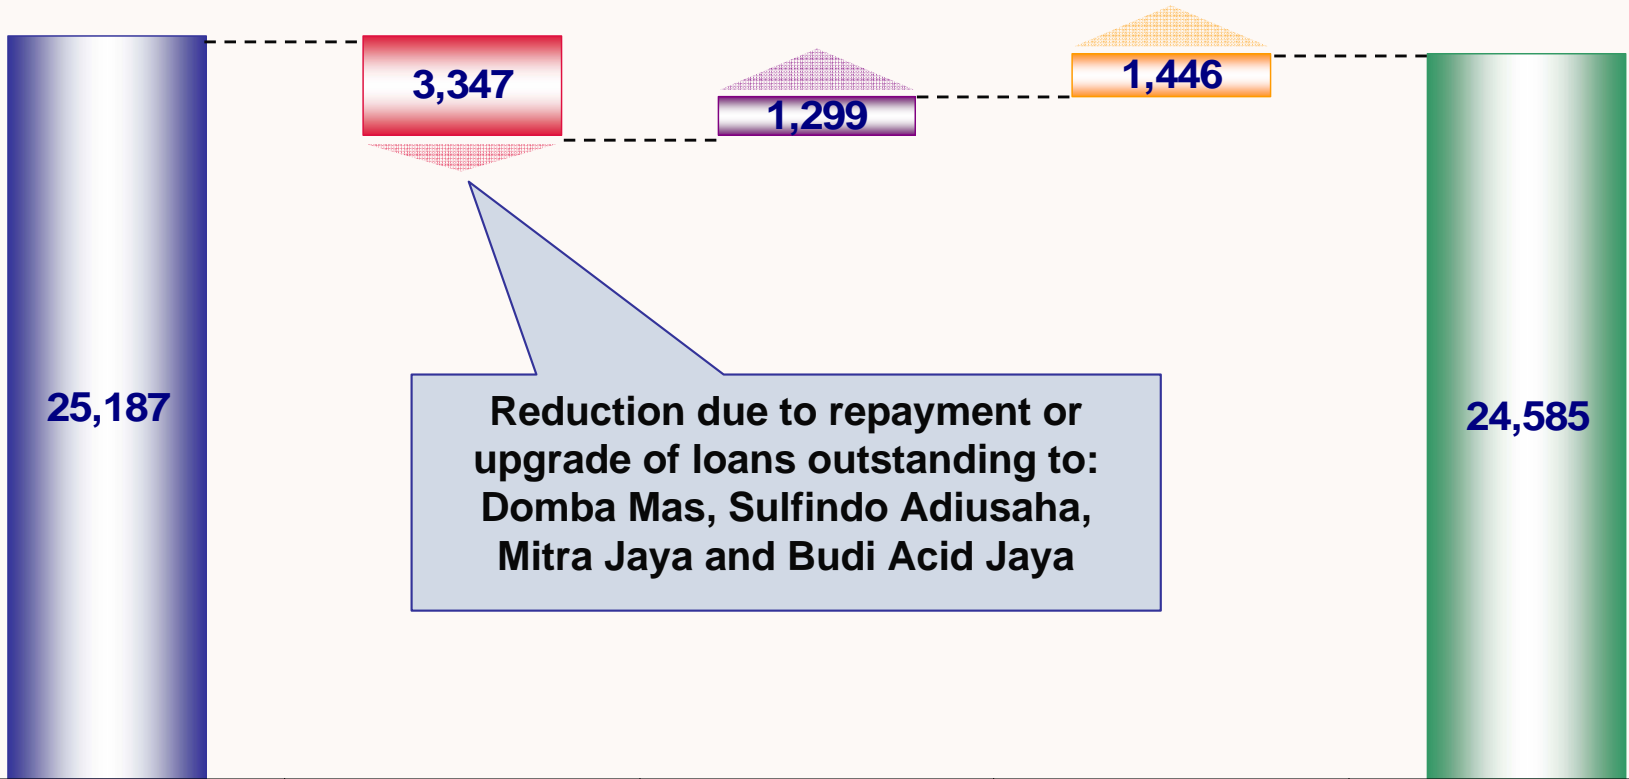 3,347
1,299
1,446
25,187
24,585
Reduction due to repayment or
upgrade of loans outstanding to:
Domba Mas, Sulfindo Adiusaha,
Mitra Jaya and Budi Acid Jaya